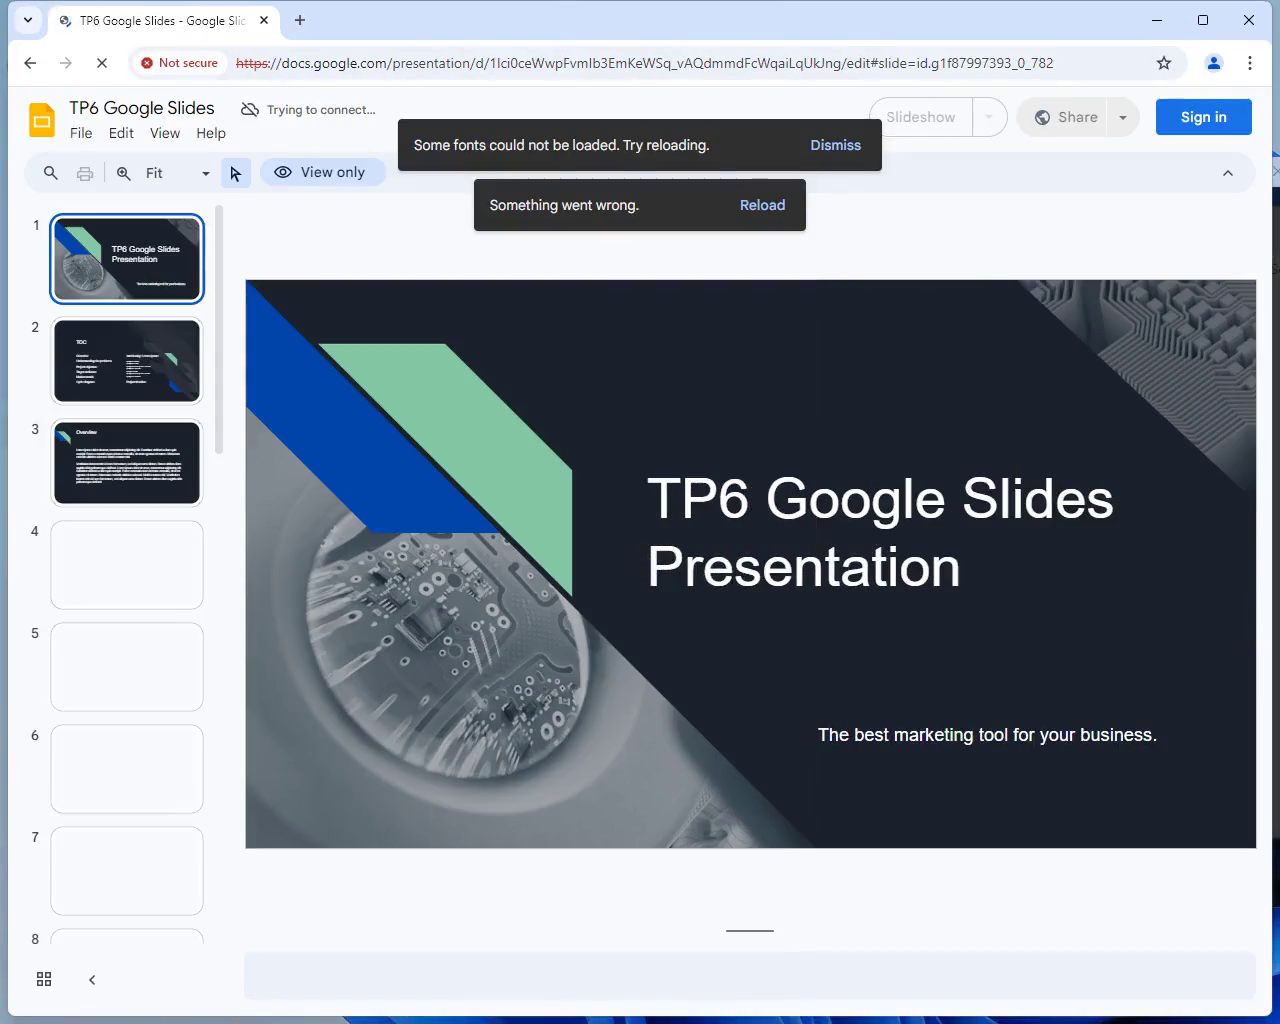 TP6 Google Slides - Google Slid
Not secure
https://docs.google.com/presentation/d/1Ici0ceWwpFvmIb3EmKeWSq_vAQdmmdFcWqaiLqUkJng/edit#slide=id.g1f87997393_0_782
TP6 Google Slides
Trying to connect...
File Edit View Help
Slideshow
Share
Sign in
Some fonts could not be loaded. Try reloading.
Dismiss
Fit
View only
Something went wrong.
Reload
1
TP6 Google Slides
Presentation
2
TOC
3
Overview
4
5
6
7
8
TP6 Google Slides
Presentation
The best marketing tool for your business.